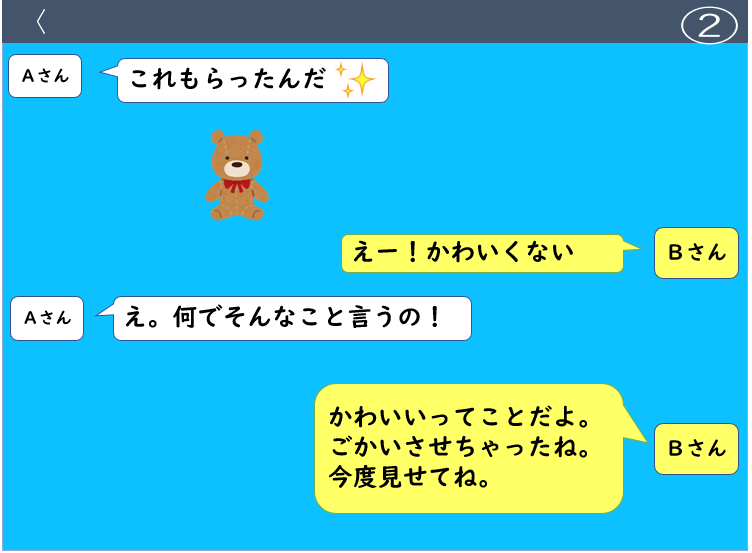 〈
②
Aさん
これもらったんだ✨
えー！かわいくない
Bさん
Aさん
え。何でそんなこと言うの！
かわいいってことだよ。
ごかいさせちゃったね。
今度見せてね。
Bさん